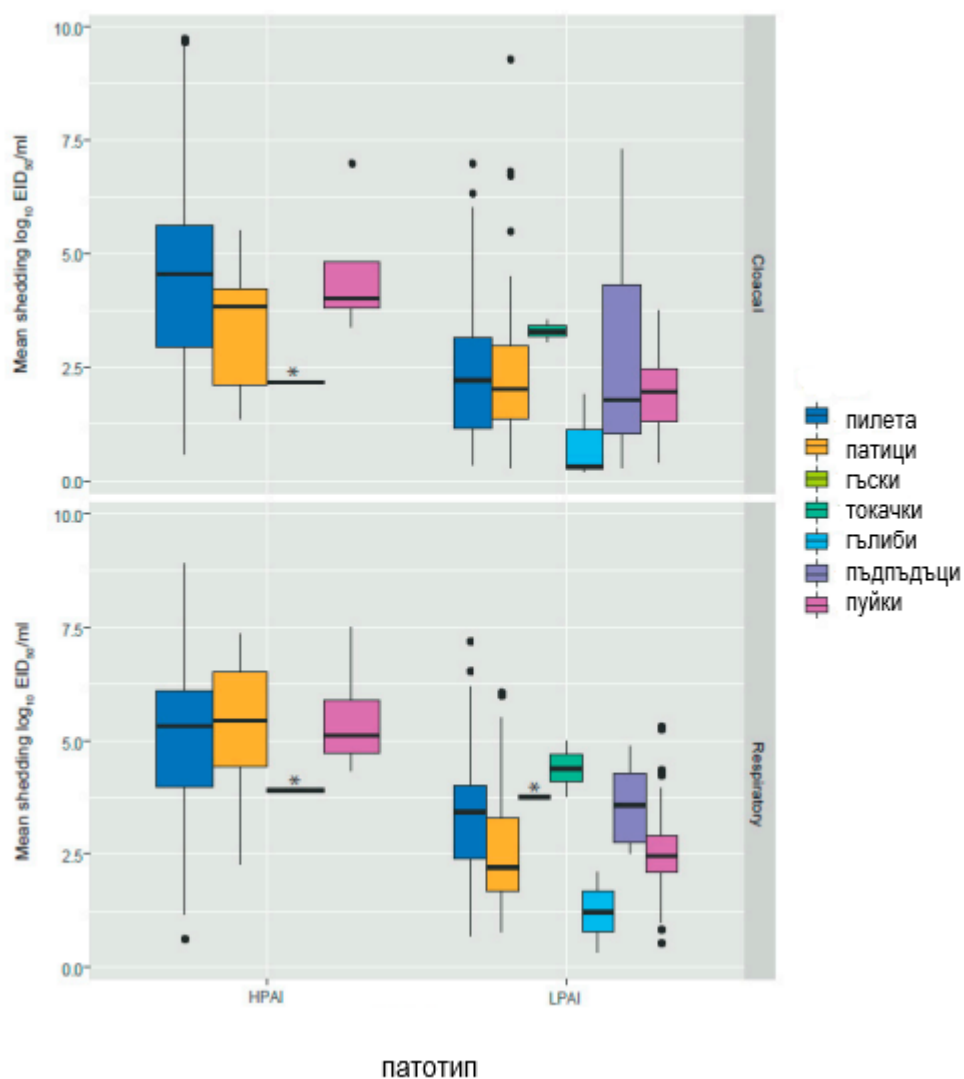 10.0
7.5
5.0
2.5
0.0
Mean shedding log₁₀ EID₅₀/ml
*
Cloacal
10.0
7.5
5.0
2.5
0.0
Mean shedding log₁₀ EID₅₀/ml
*
*
Respiratory
HPAI
LPAI
патотип
пилета
патици
гъски
токачки
гълиби
пъдпъдъци
пуйки